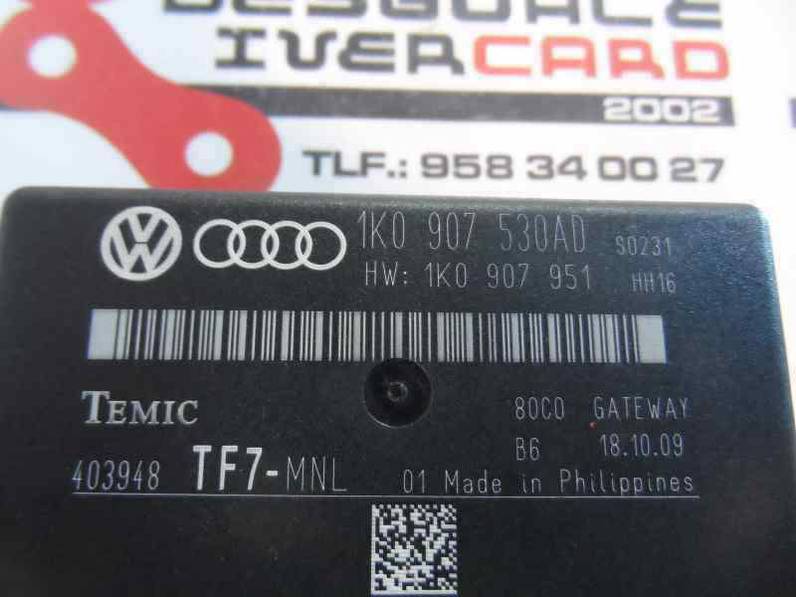 DESGUACE
IVERCARD
2002
TLF.: 958 34 00 27
1K0 907 530AD S0231
HW: 1K0 907 951 HH16
TEMIC
80C0 GATEWAY
B6 18.10.09
403948 TF7-MNL 01 Made in Philippines